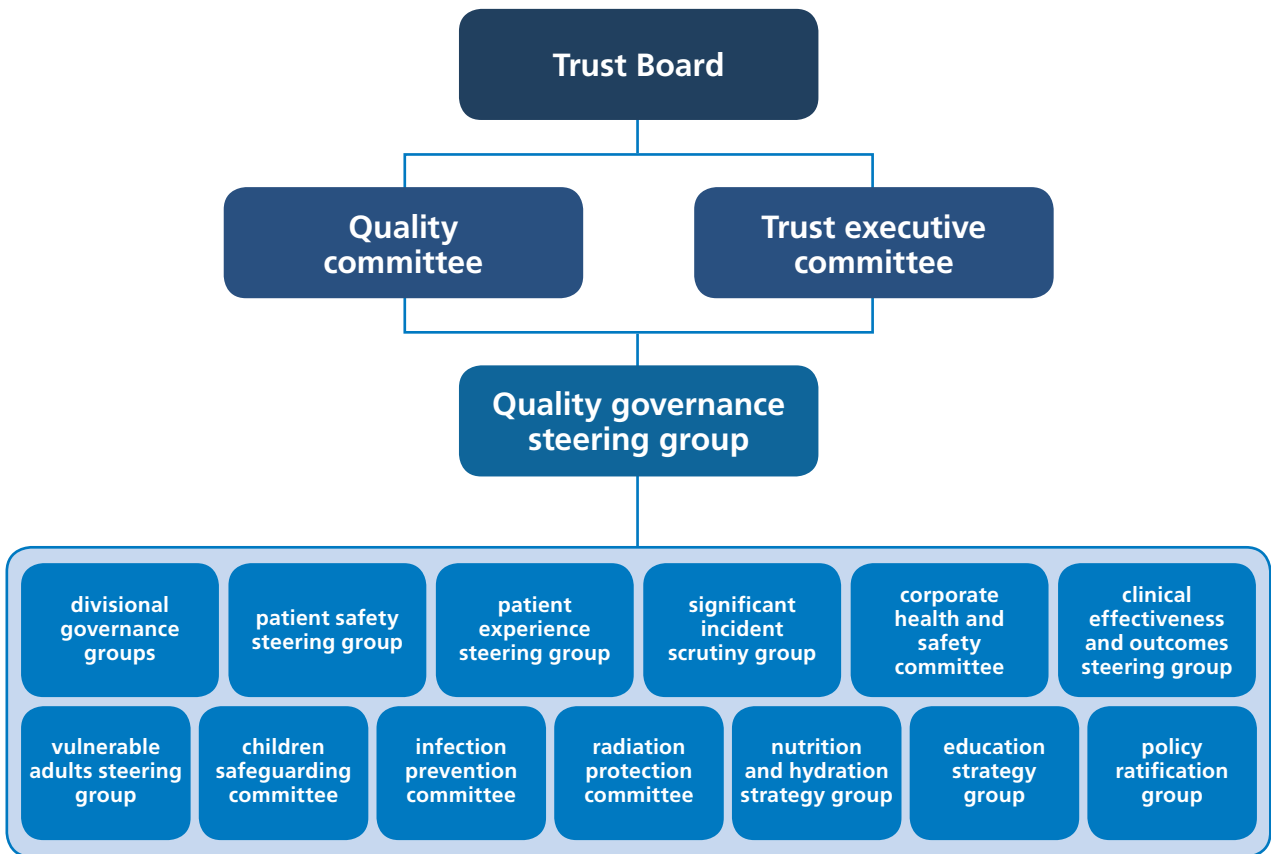 Trust Board
Quality
committee
Trust executive
committee
Quality governance
steering group
divisional
governance
groups
patient safety
steering group
patient
experience
steering group
significant
incident
scrutiny group
corporate
health and
safety
committee
clinical
effectiveness
and outcomes
steering group
vulnerable
adults steering
group
children
safeguarding
committee
infection
prevention
committee
radiation
protection
committee
nutrition
and hydration
strategy group
education
strategy
group
policy
ratification
group